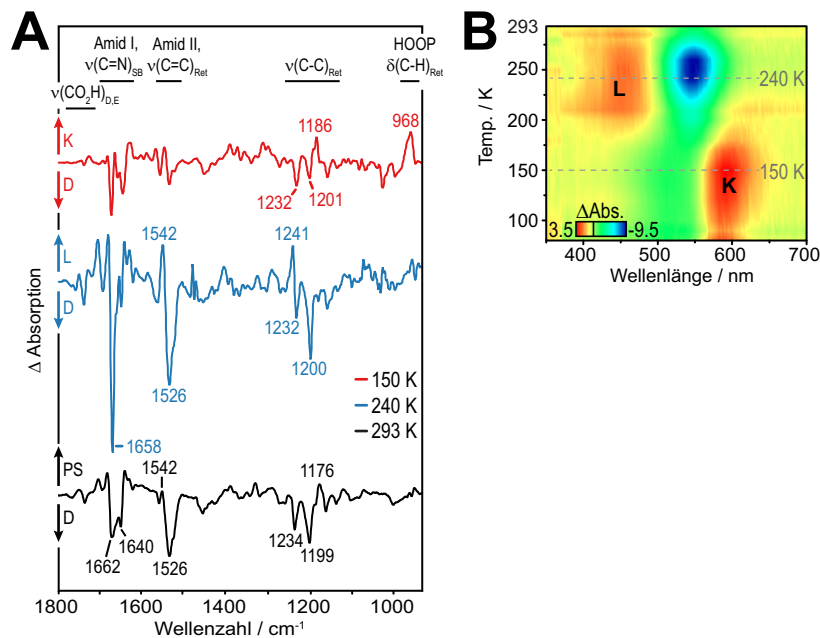 A
Amid I,
ν(C=N)SB
Amid II,
ν(C=C)Ret
ν(C-C)Ret
HOOP
δ(C-H)Ret
ν(CO2H)D,E
K
D
1186
968
1232
1201
L
D
1542
1241
1232
1200
1526
1658
150 K
240 K
293 K
PS
D
1542
1176
1662
1640
1526
1234
1199
Δ Absorption
1800
1600
1400
1200
1000
Wellenzahl / cm-1
B
293
250
200
150
100
Temp. / K
L
240 K
150 K
K
ΔAbs.
3.5
-9.5
400
500
600
700
Wellenlänge / nm